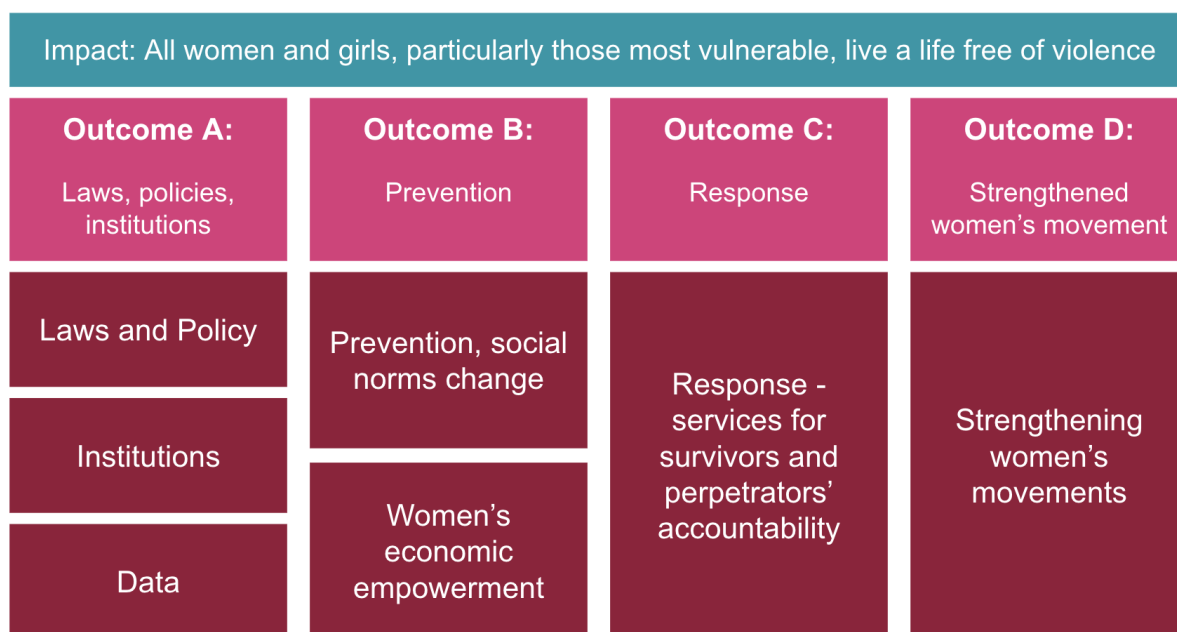 Impact: All women and girls, particularly those most vulnerable, live a life free of violence
Outcome A:
Laws, policies,
institutions
Laws and Policy
Institutions
Data
Outcome B:
Prevention
Prevention, social
norms change
Women’s
economic
empowerment
Outcome C:
Response
Response -
services for
survivors and
perpetrators’
accountability
Outcome D:
Strengthened
women’s movement
Strengthening
women’s
movements